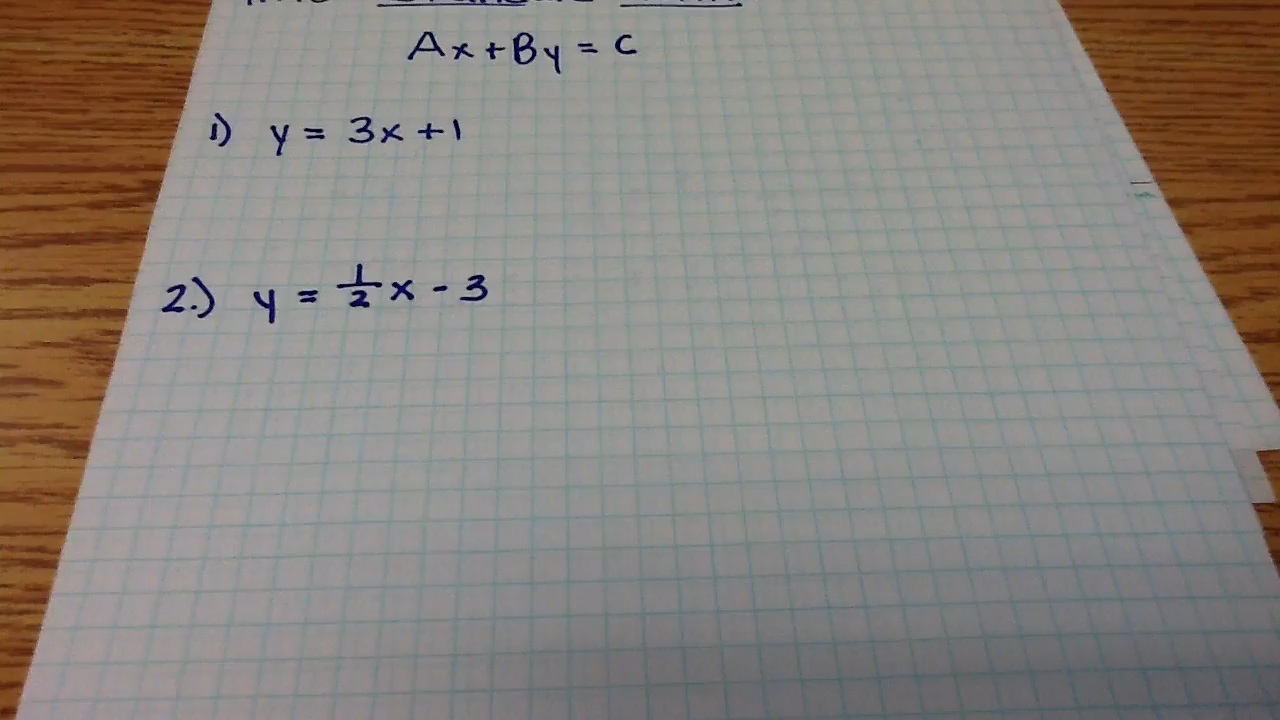 Ax + By = C
1) y = 3x + 1
2.) y = 1/2 x - 3